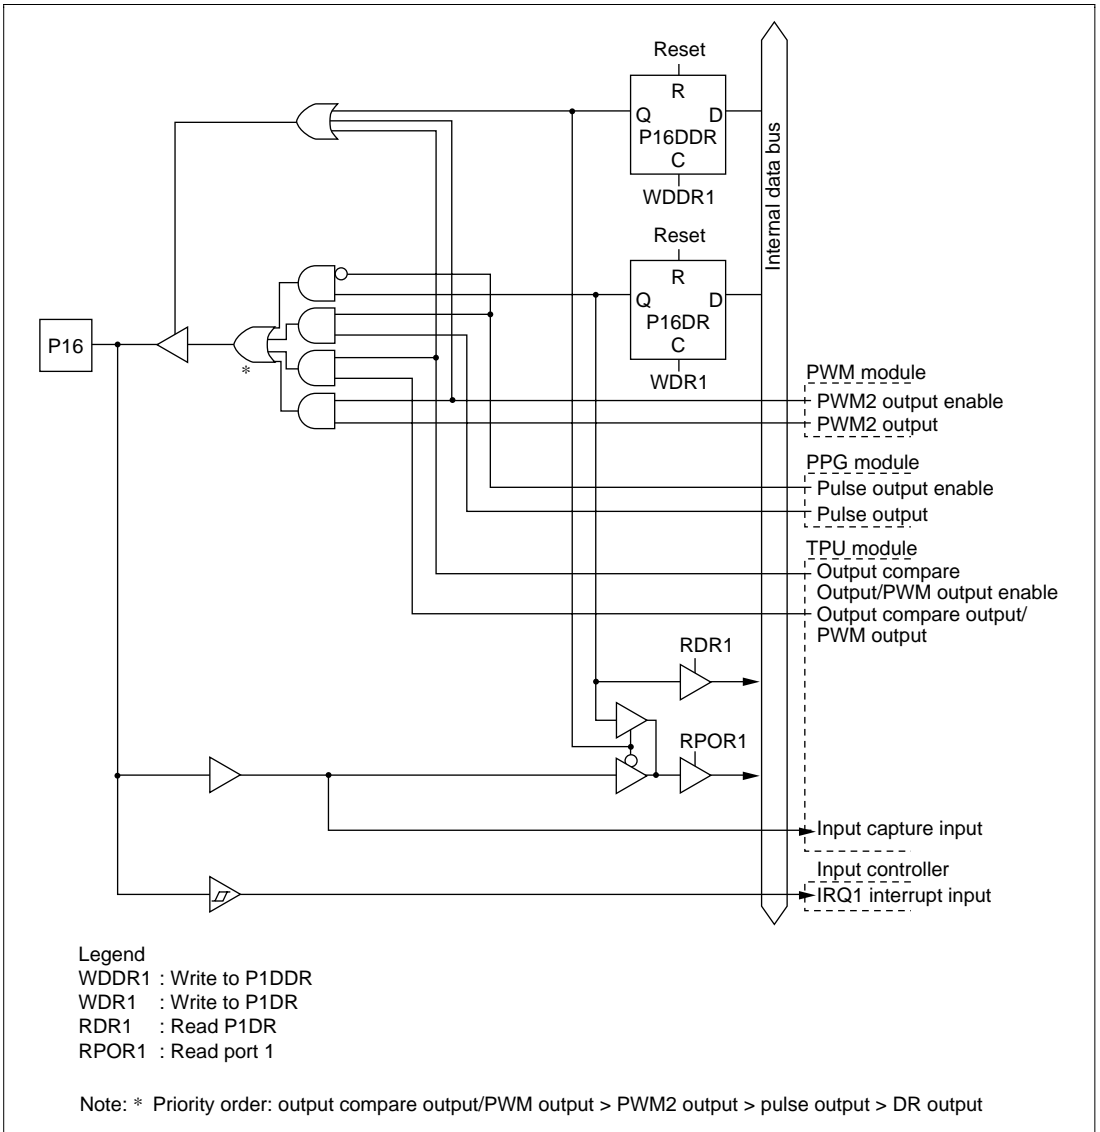 Reset
R
Q D
P16DDR
C
WDDR1
Internal data bus
Reset
R
Q D
P16DR
C
WDR1
P16
*
PWM module
PWM2 output enable
PWM2 output
PPG module
Pulse output enable
Pulse output
TPU module
Output compare
Output/PWM output enable
Output compare output/
PWM output
RDR1
RPOR1
Input capture input
Input controller
IRQ1 interrupt input
Legend
WDDR1 : Write to P1DDR
WDR1 : Write to P1DR
RDR1 : Read P1DR
RPOR1 : Read port 1
Note: * Priority order: output compare output/PWM output > PWM2 output > pulse output > DR output